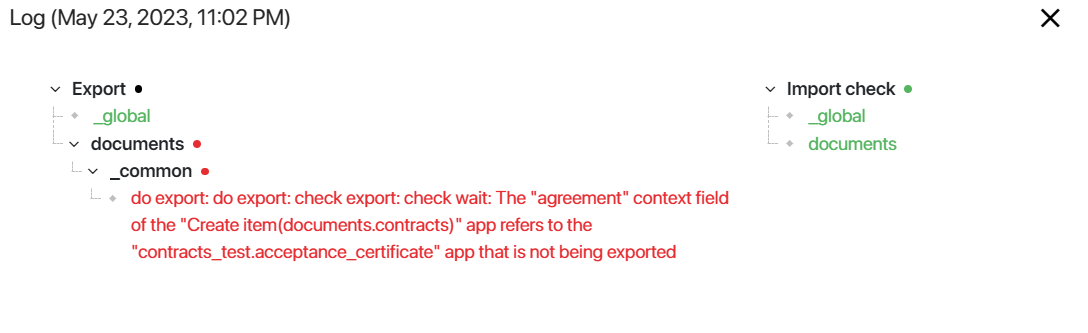 Log (May 23, 2023, 11:02 PM)
Export
_global
documents
_common
do export: do export: check export: check wait: The "agreement" context field
of the "Create item(documents.contracts)" app refers to the
"contracts_test.acceptance_certificate" app that is not being exported
Import check
_global
documents